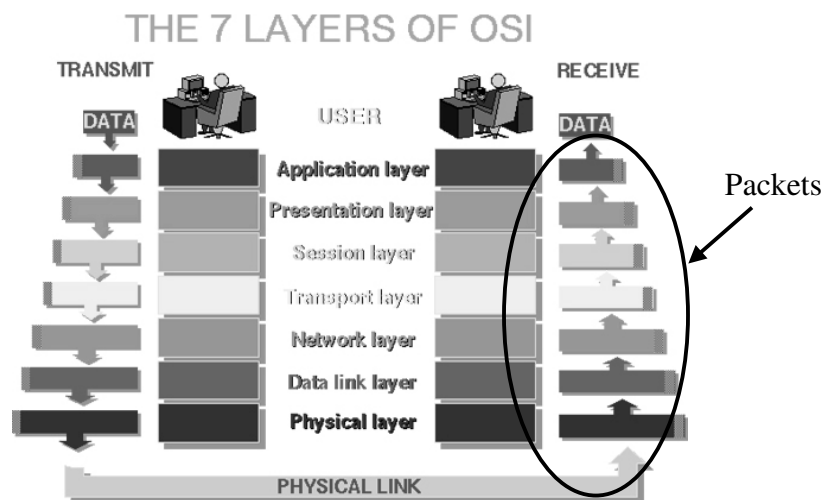 THE 7 LAYERS OF OSI
TRANSMIT
RECEIVE
USER
DATA
DATA
Application layer
Presentation layer
Packets
Session layer
Transport layer
Network layer
Data link layer
Physical layer
PHYSICAL LINK